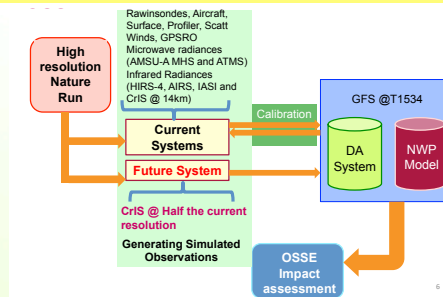 Rawinsondes, Aircraft,
Surface, Profiler, Scatt
Winds, GPSRO
Microwave radiances
(AMSU-A MHS and ATMS)
Infrared Radiances
(HIRS-4, AIRS, IASI and
CrIS @ 14km)
High
resolution
Nature
Run
Calibration
GFS @T1534
Current
Systems
DA
System
NWP
Model
Future System
CrIS @ Half the current
resolution
Generating Simulated
Observations
OSSE
Impact
assessment
6